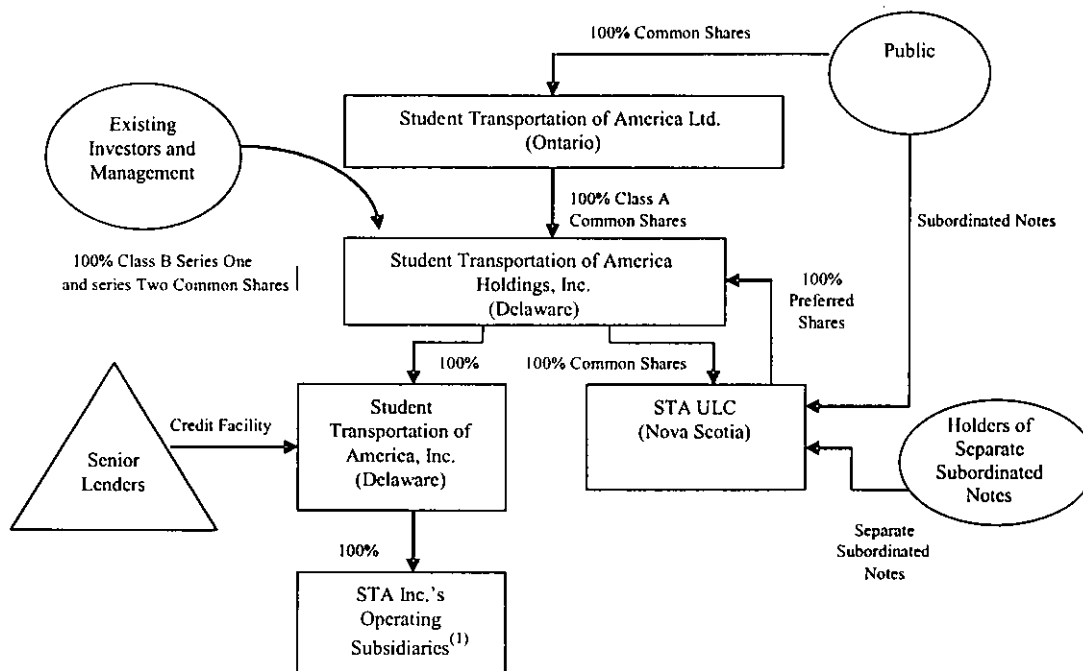 100% Common Shares
Public
Student Transportation of America Ltd.
(Ontario)
Existing
Investors and
Management
100% Class A
Common Shares
Subordinated Notes
100% Class B Series One
and series Two Common Shares
Student Transportation of America
Holdings, Inc.
(Delaware)
100%
Preferred
Shares
100%
100% Common Shares
Student
Transportation of
America, Inc.
(Delaware)
STA ULC
(Nova Scotia)
Credit Facility
Senior
Lenders
Holders of
Separate
Subordinated
Notes
Separate
Subordinated
Notes
100%
STA Inc.'s
Operating
Subsidiaries(1)